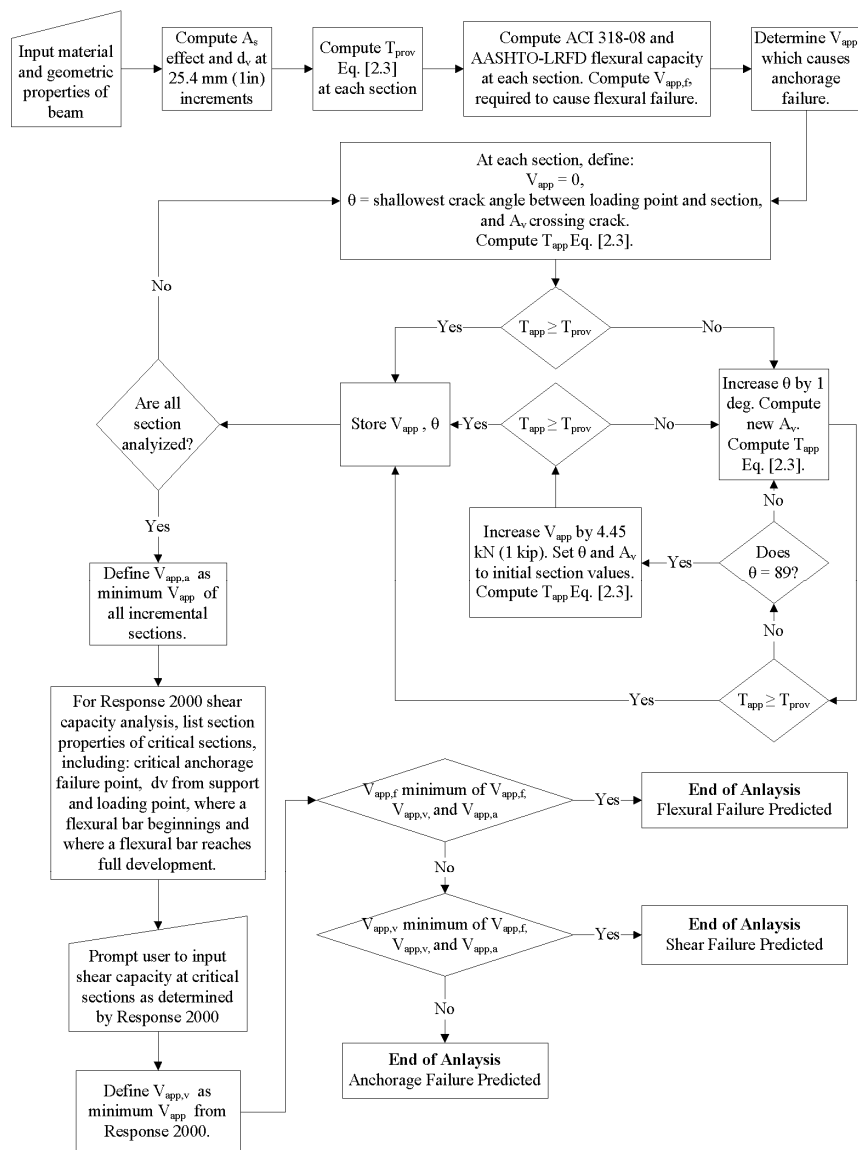 Input material
and geometric
properties of
beam
Compute Aₛ
effect and dᵥ at
25.4 mm (1in)
increments
Compute Tprov
Eq. [2.3]
at each section
Compute ACI 318-08 and
AASHTO-LRFD flexural capacity
at each section. Compute Vapp,f,
required to cause flexural failure.
Determine Vapp
which causes
anchorage
failure.
At each section, define:
Vapp = 0,
θ = shallowest crack angle between loading point and section,
and Aᵥ crossing crack.
Compute Tapp Eq. [2.3].
No
Tapp ≥ Tprov
Yes
No
Are all
section
analyized?
Store Vapp , θ
Yes
Tapp ≥ Tprov
No
Increase θ by 1
deg. Compute
new Aᵥ.
Compute Tapp
Eq. [2.3].
No
Yes
Increase Vapp by 4.45
kN (1 kip). Set θ and Aᵥ
to initial section values.
Compute Tapp Eq. [2.3].
Yes
Does
θ = 89?
No
Define Vapp,a as
minimum Vapp of
all incremental
sections.
Yes
Tapp ≥ Tprov
For Response 2000 shear
capacity analysis, list section
properties of critical sections,
including: critical anchorage
failure point, dv from support
and loading point, where a
flexural bar beginnings and
where a flexural bar reaches
full development.
Vapp,f minimum of Vapp,f,
Vapp,v, and Vapp,a
Yes
End of Anlaysis
Flexural Failure Predicted
No
Vapp,v minimum of Vapp,f,
Vapp,v, and Vapp,a
Yes
End of Anlaysis
Shear Failure Predicted
No
End of Anlaysis
Anchorage Failure Predicted
Prompt user to input
shear capacity at critical
sections as determined
by Response 2000
Define Vapp,v as
minimum Vapp from
Response 2000.